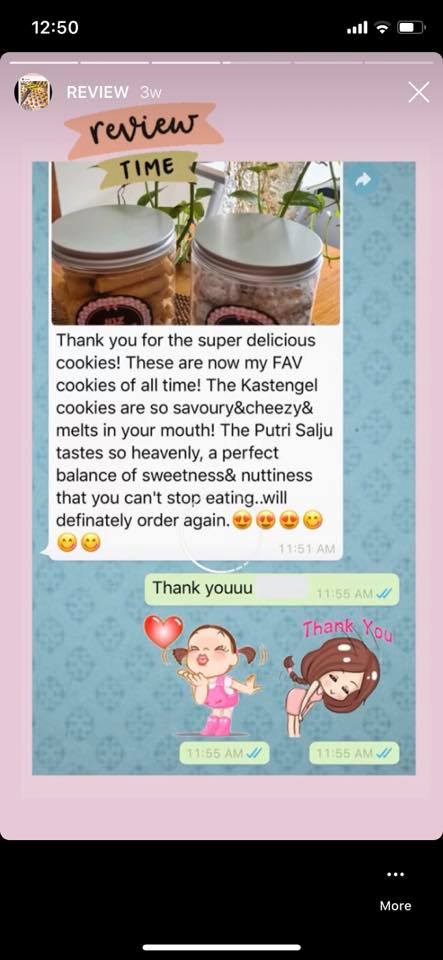 12:50
REVIEW 3w
review
TIME
Thank you for the super delicious
cookies! These are now my FAV
cookies of all time! The Kastengel
cookies are so savoury&cheezy&
melts in your mouth! The Putri Salju
tastes so heavenly, a perfect
balance of sweetness& nuttiness
that you can't stop eating..will
definately order again.😍😍😍😋
😋😋
11:51 AM
Thank youuu
11:55 AM
Thank You
11:55 AM
11:55 AM
More